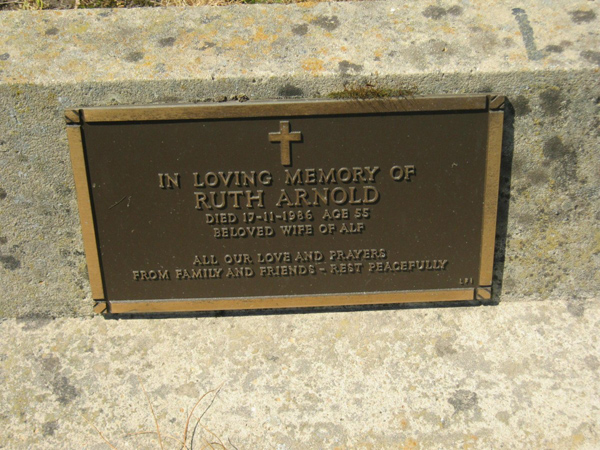 IN LOVING MEMORY OF
RUTH ARNOLD
DIED 17-11-1986 AGE 55
BELOVED WIFE OF ALF
ALL OUR LOVE AND PRAYERS
FROM FAMILY AND FRIENDS - REST PEACEFULLY